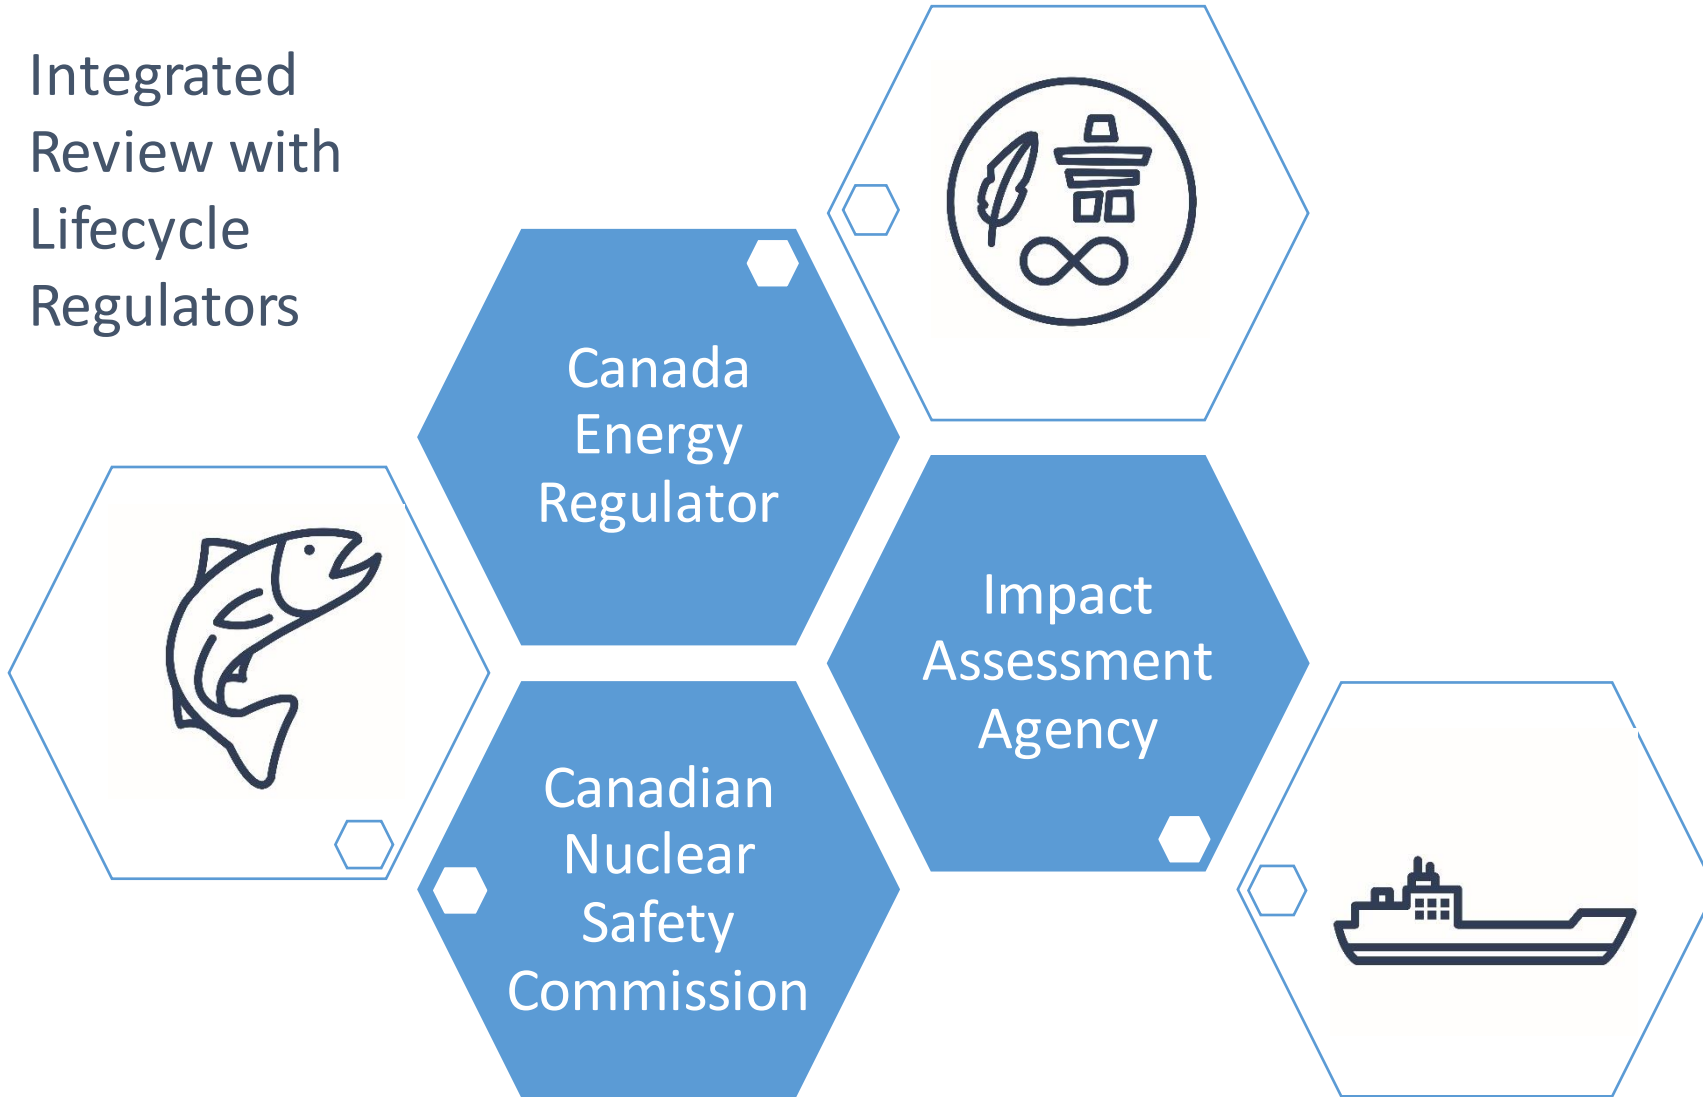 Integrated
Review with
Lifecycle
Regulators
Canada
Energy
Regulator
Impact
Assessment
Agency
Canadian
Nuclear
Safety
Commission